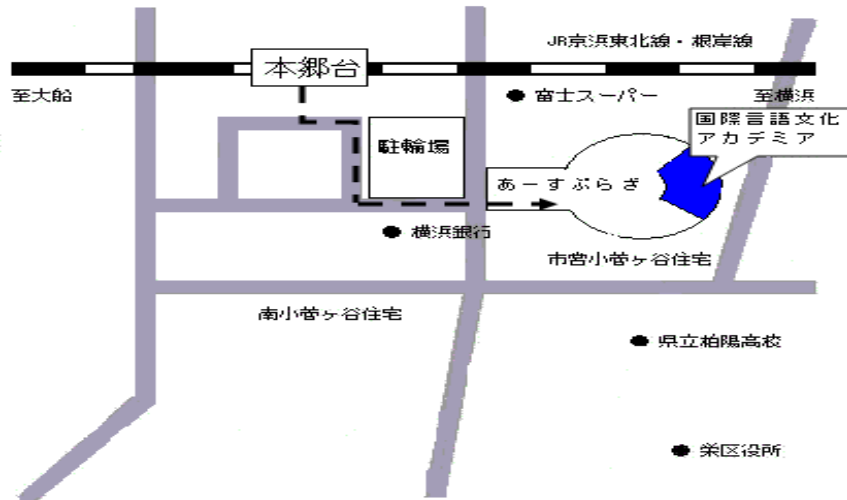 JR京浜東北線・根岸線
本郷台
至大船
富士スーパー
至横浜
国際言語文化
アカデミア
駐輪場
あーすぷらざ
横浜銀行
市営小菅ヶ谷住宅
南小菅ヶ谷住宅
県立柏陽高校
栄区役所